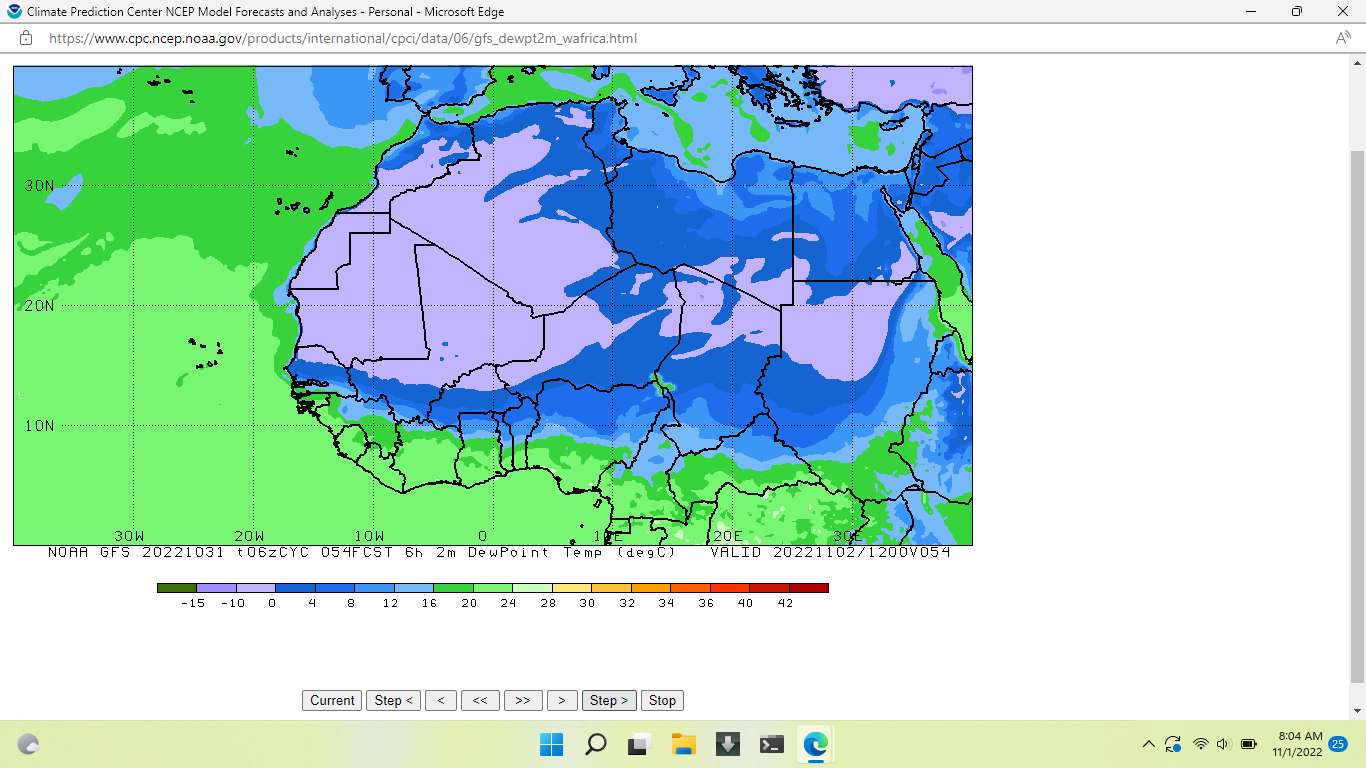 Climate Prediction Center NCEP Model Forecasts and Analyses - Personal - Microsoft Edge
https://www.cpc.ncep.noaa.gov/products/international/cpci/data/06/gfs_dewpt2m_wafrica.html
30N
20N
10N
30W 20W 10W 0 10E 20E 30E
NOAA GFS 20221031 t06zCYC 054FCST 6h 2m DewPoint Temp (degC) VALID 20221102/1200V054
-15 -10 0 4 8 12 16 20 24 28 30 32 34 36 40 42
Current Step < < << >> > Step > Stop
8:04 AM
11/1/2022
25